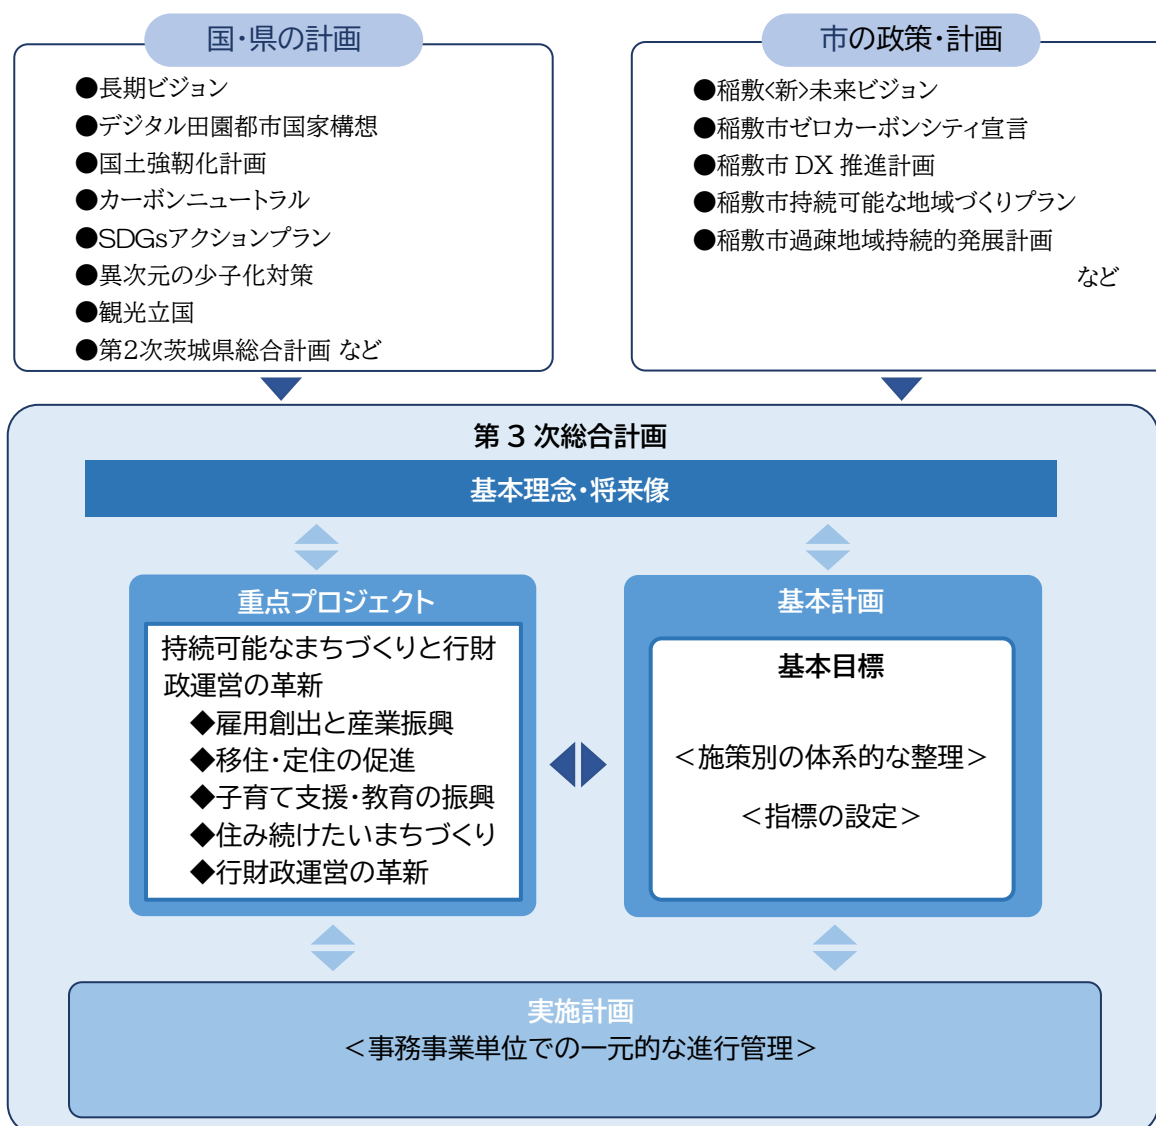 国・県の計画
●長期ビジョン
●デジタル田園都市国家構想
●国土強靭化計画
●カーボンニュートラル
●SDGsアクションプラン
●異次元の少子化対策
●観光立国
●第2次茨城県総合計画 など
市の政策・計画
●稲敷<新>未来ビジョン
●稲敷市ゼロカーボンシティ宣言
●稲敷市 DX 推進計画
●稲敷市持続可能な地域づくりプラン
●稲敷市過疎地域持続的発展計画
など
第 3 次総合計画
基本理念・将来像
重点プロジェクト
持続可能なまちづくりと行財
政運営の革新
◆雇用創出と産業振興
◆移住・定住の促進
◆子育て支援・教育の振興
◆住み続けたいまちづくり
◆行財政運営の革新
基本計画
基本目標
＜施策別の体系的な整理＞
＜指標の設定＞
実施計画
＜事務事業単位での一元的な進行管理＞